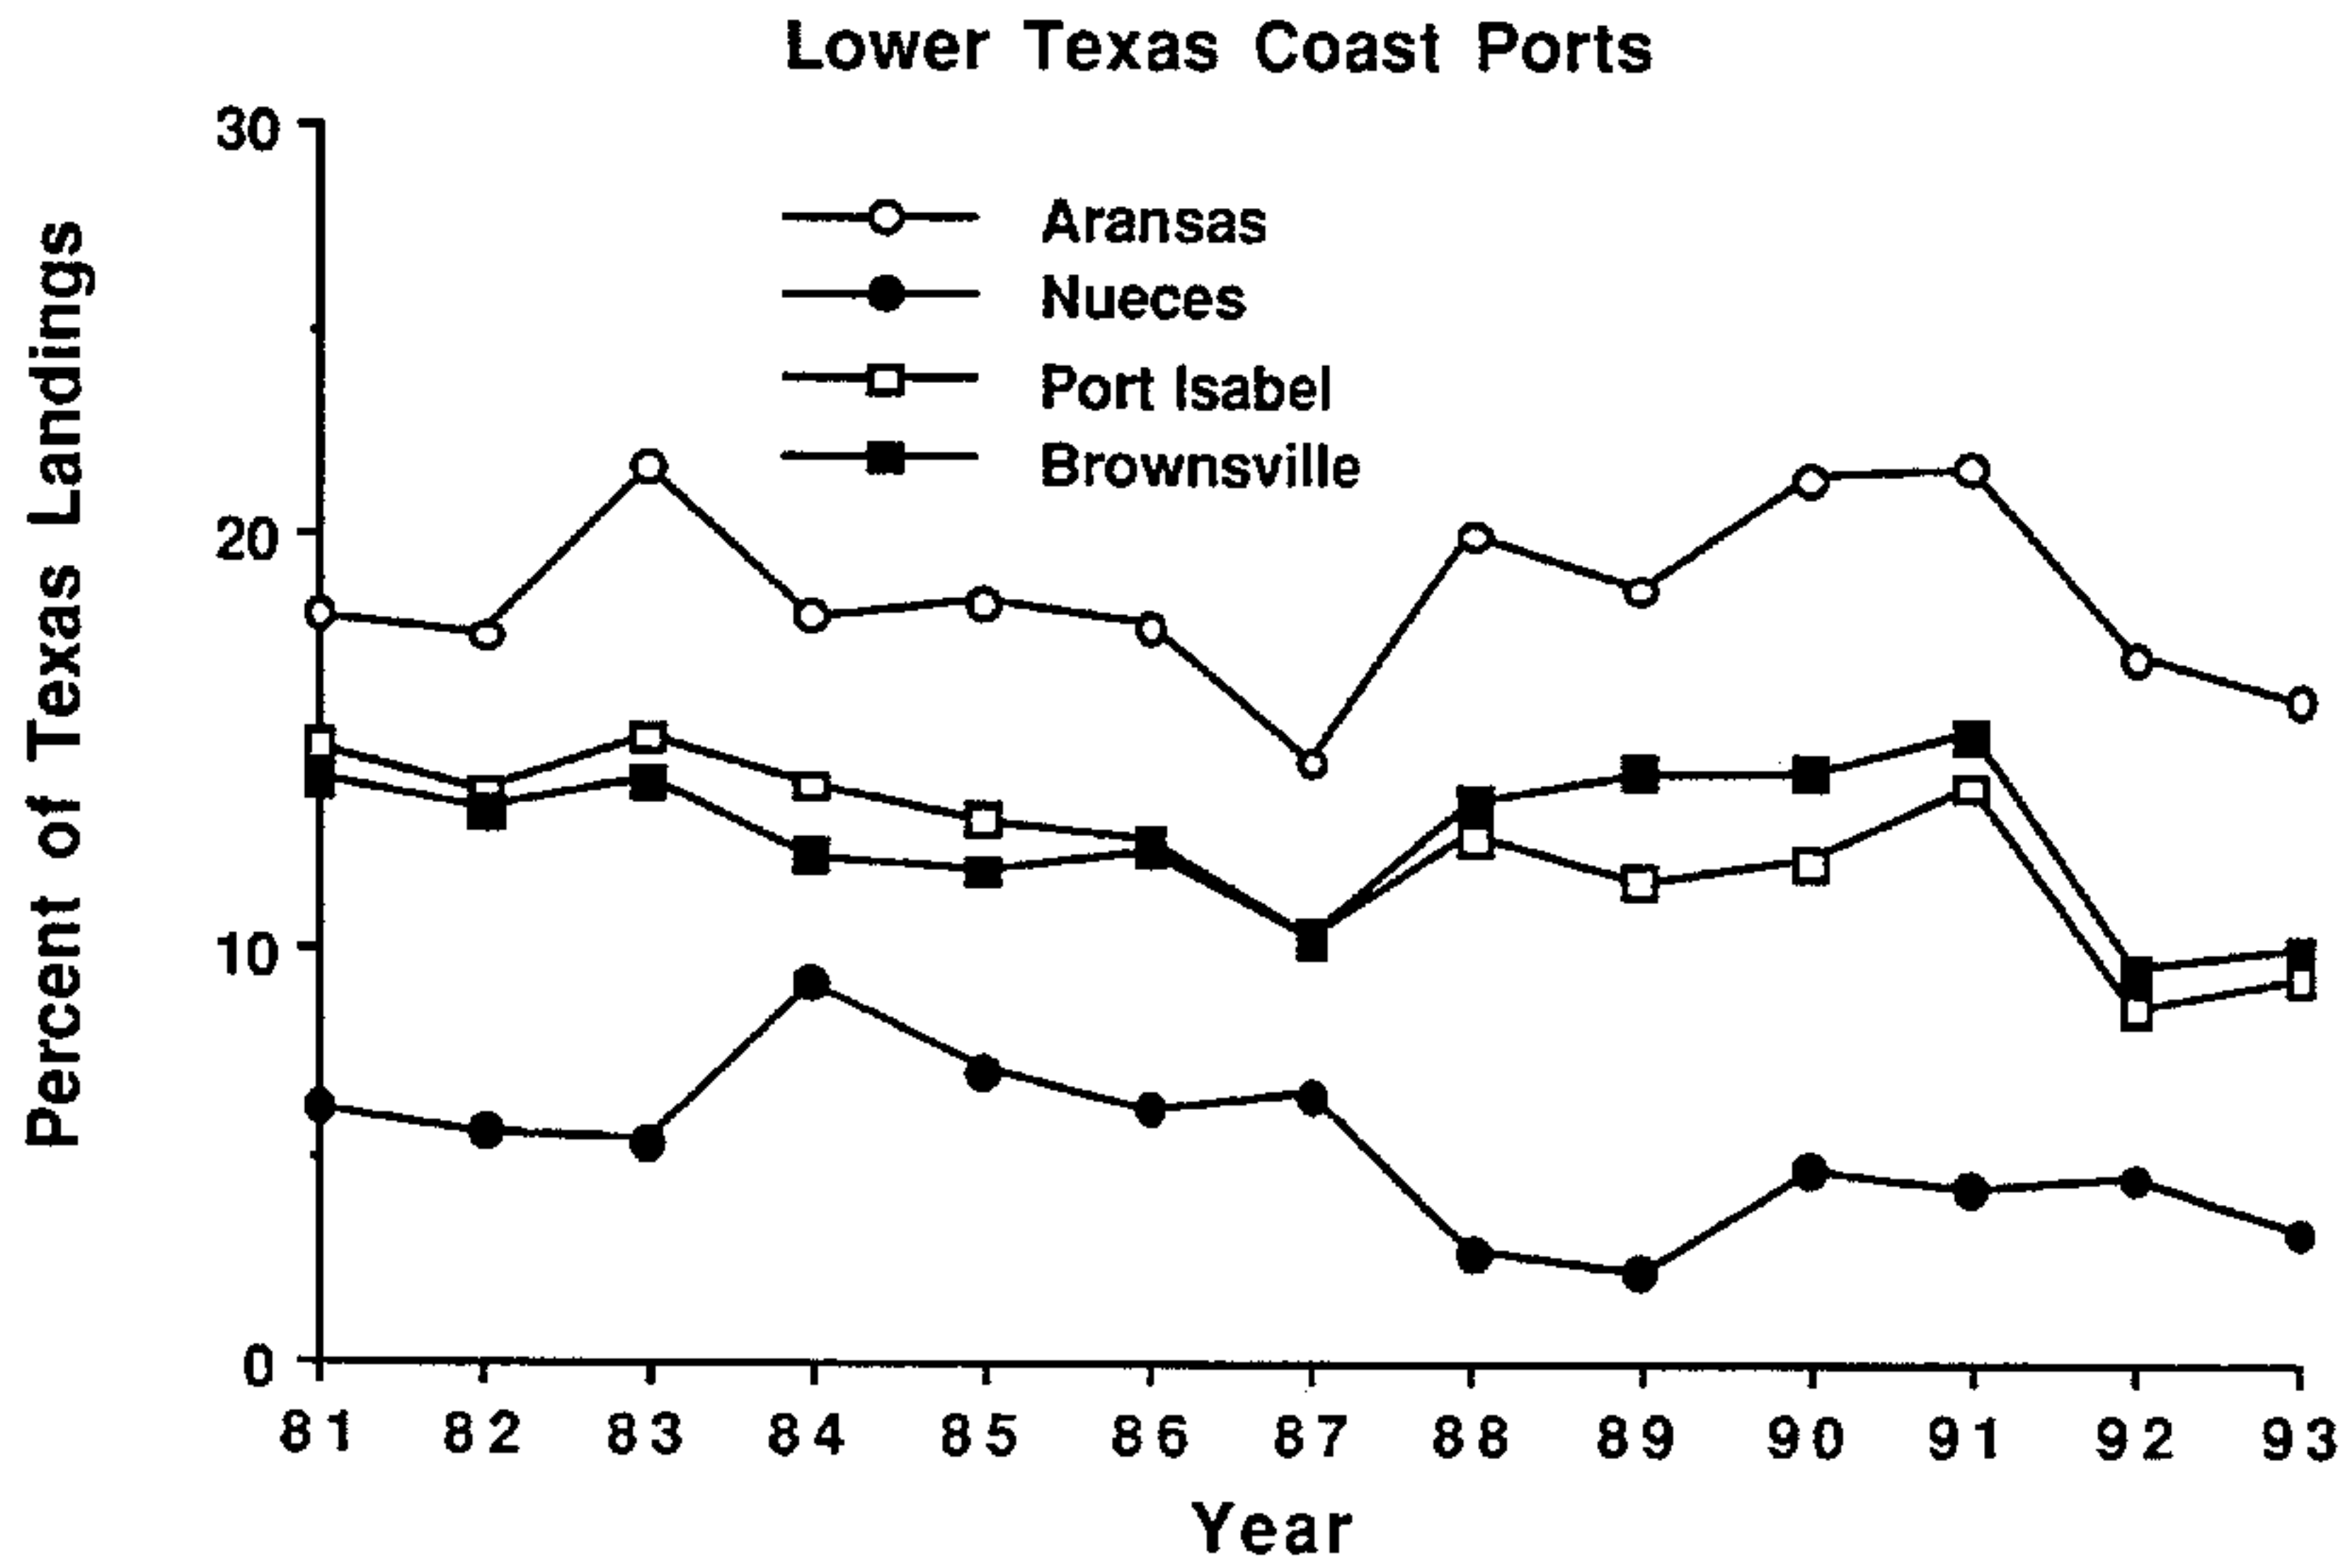 Lower Texas Coast Ports
Percent of Texas Landings
30
20
10
0
Aransas
Nueces
Port Isabel
Brownsville
81 82 83 84 85 86 87 88 89 90 91 92 93
Year